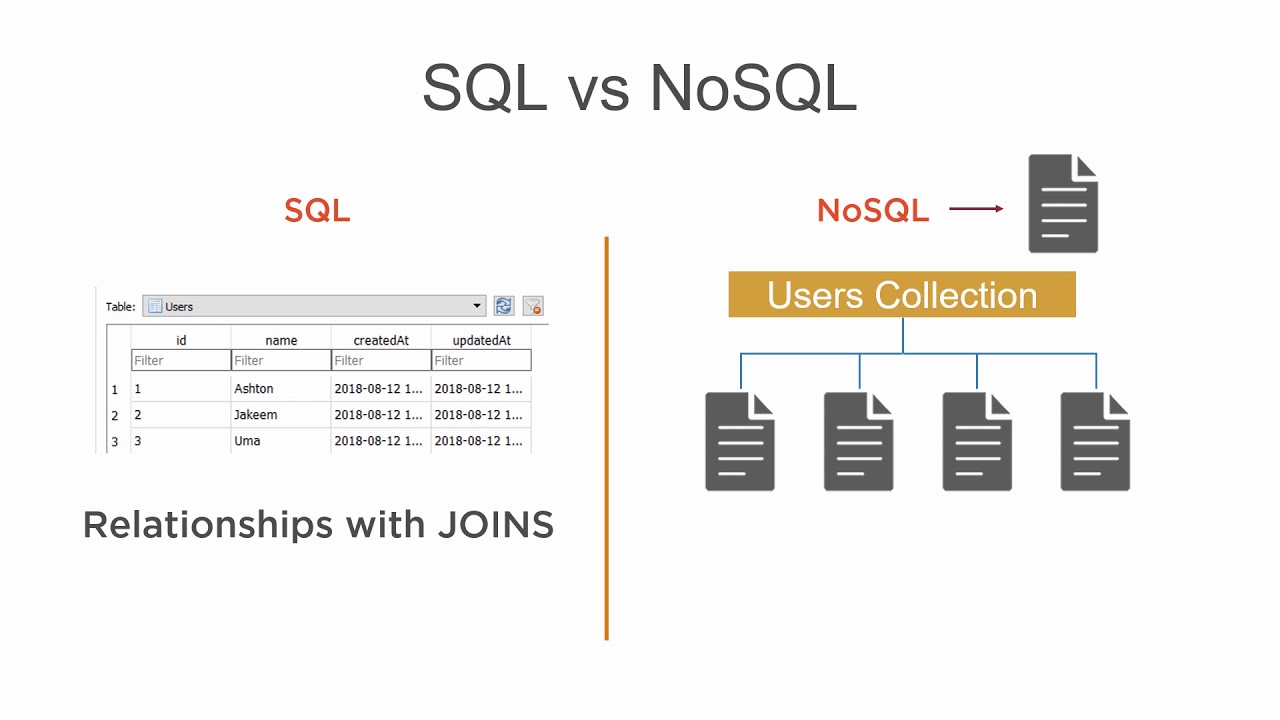 SQL vs NoSQL
SQL
Table: Users
id name createdAt updatedAt
Filter Filter Filter Filter
1 1 Ashton 2018-08-12 1... 2018-08-12 1...
2 2 Jakeem 2018-08-12 1... 2018-08-12 1...
3 3 Uma 2018-08-12 1... 2018-08-12 1...
Relationships with JOINS
NoSQL
Users Collection